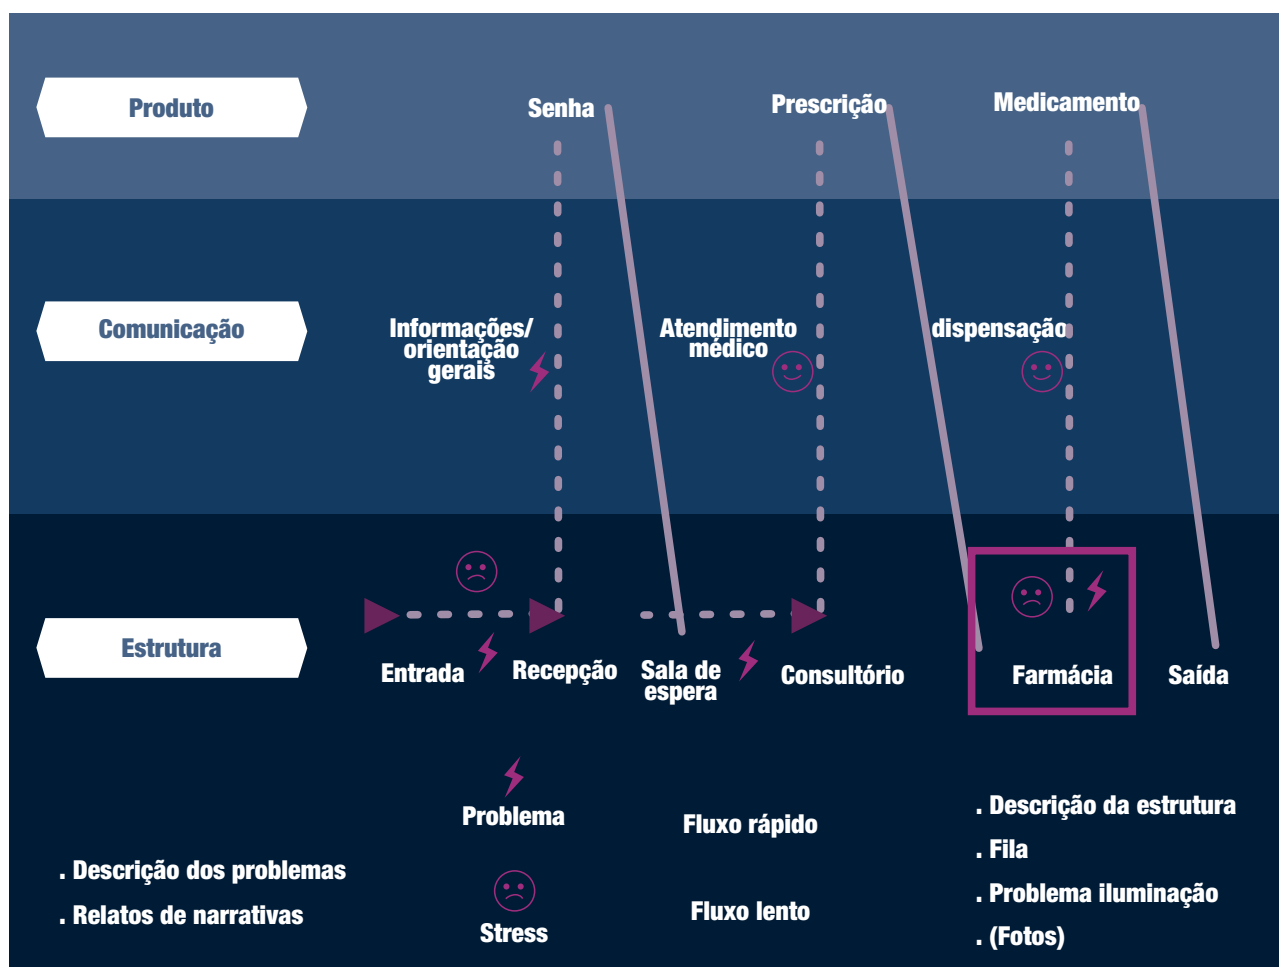 Produto
Senha
Prescrição
Medicamento
Comunicação
Informações/
orientação
gerais
Atendimento
médico
dispensação
Estrutura
Entrada
Recepção
Sala de
espera
Consultório
Farmácia
Saída
Problema
Stress
Fluxo rápido
Fluxo lento
. Descrição dos problemas
. Relatos de narrativas
. Descrição da estrutura
. Fila
. Problema iluminação
. (Fotos)